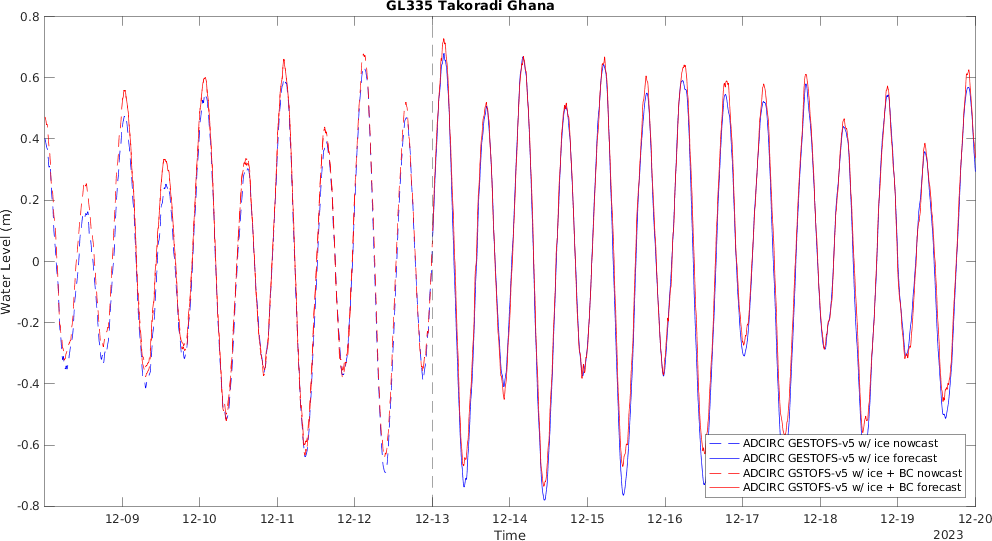 GL335 Takoradi Ghana
0.8
0.6
0.4
0.2
0
-0.2
-0.4
-0.6
-0.8
Water Level (m)
ADCIRC GESTOFS-v5 w/ ice nowcast
ADCIRC GESTOFS-v5 w/ ice forecast
ADCIRC GSTOFS-v5 w/ ice + BC nowcast
ADCIRC GSTOFS-v5 w/ ice + BC forecast
12-09 12-10 12-11 12-12 12-13 12-14 12-15 12-16 12-17 12-18 12-19 12-20
Time
2023